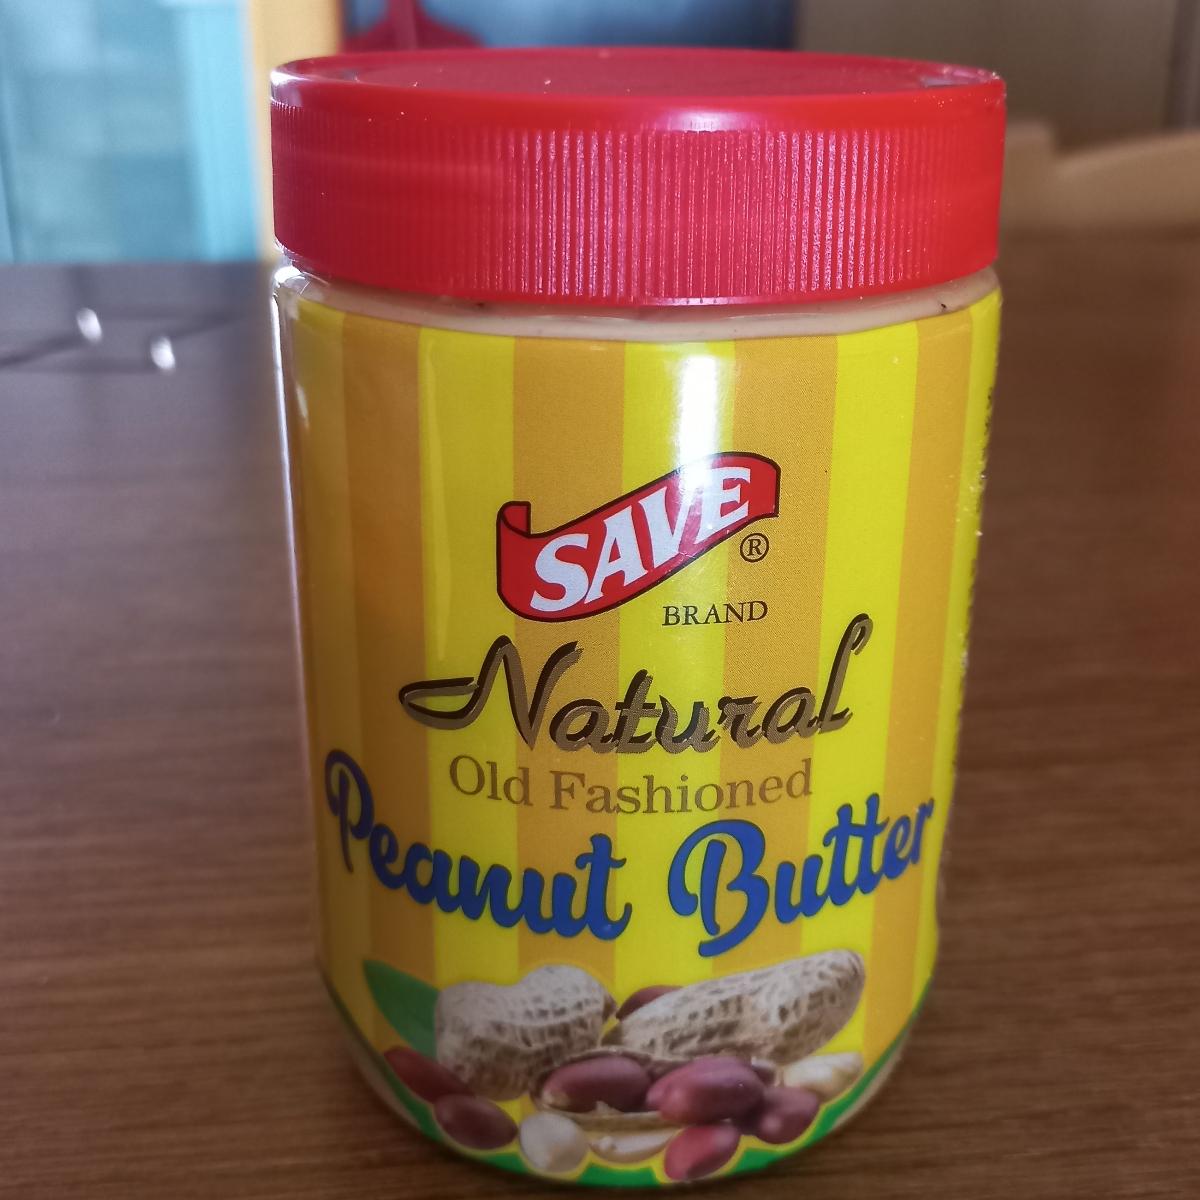 SAVE ®
BRAND
Natural
Old Fashioned
Peanut Butter